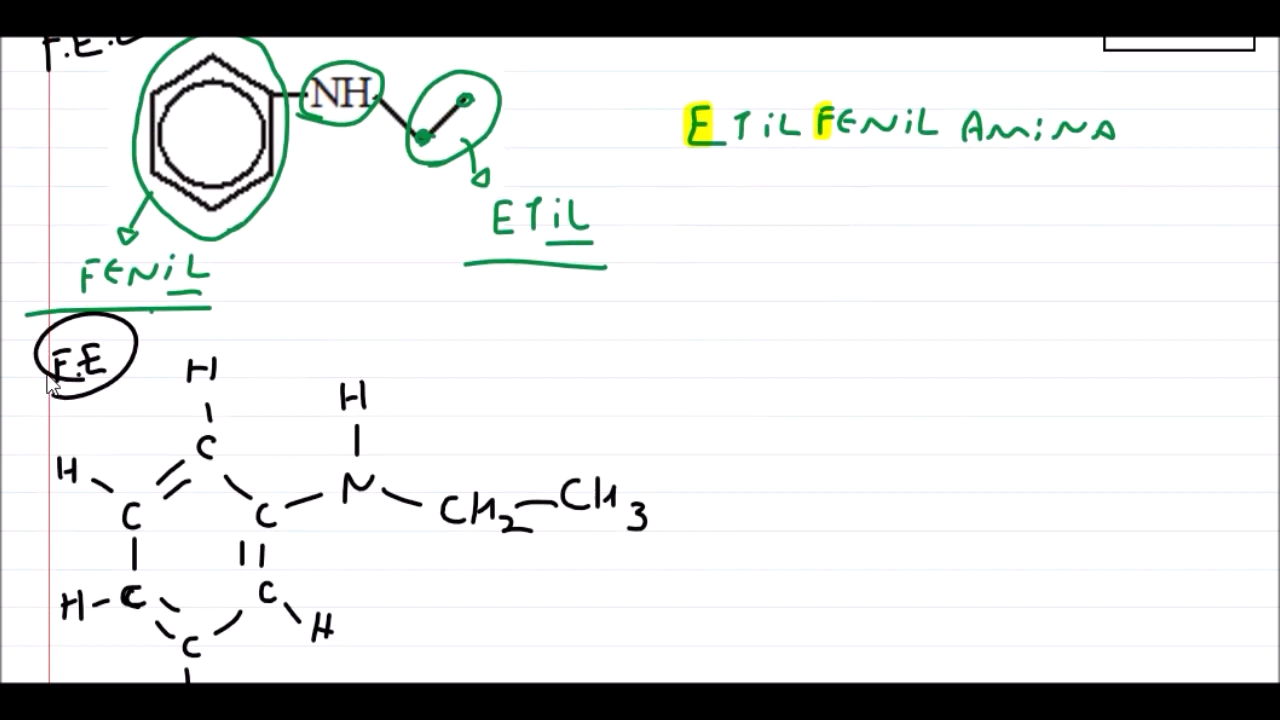 F.E.L
NH
ETiL FENiL AMiNA
ETiL
FENiL
F.E
H
H
C
H
N
CH2-CH3
C
C
H
C
C
H
C